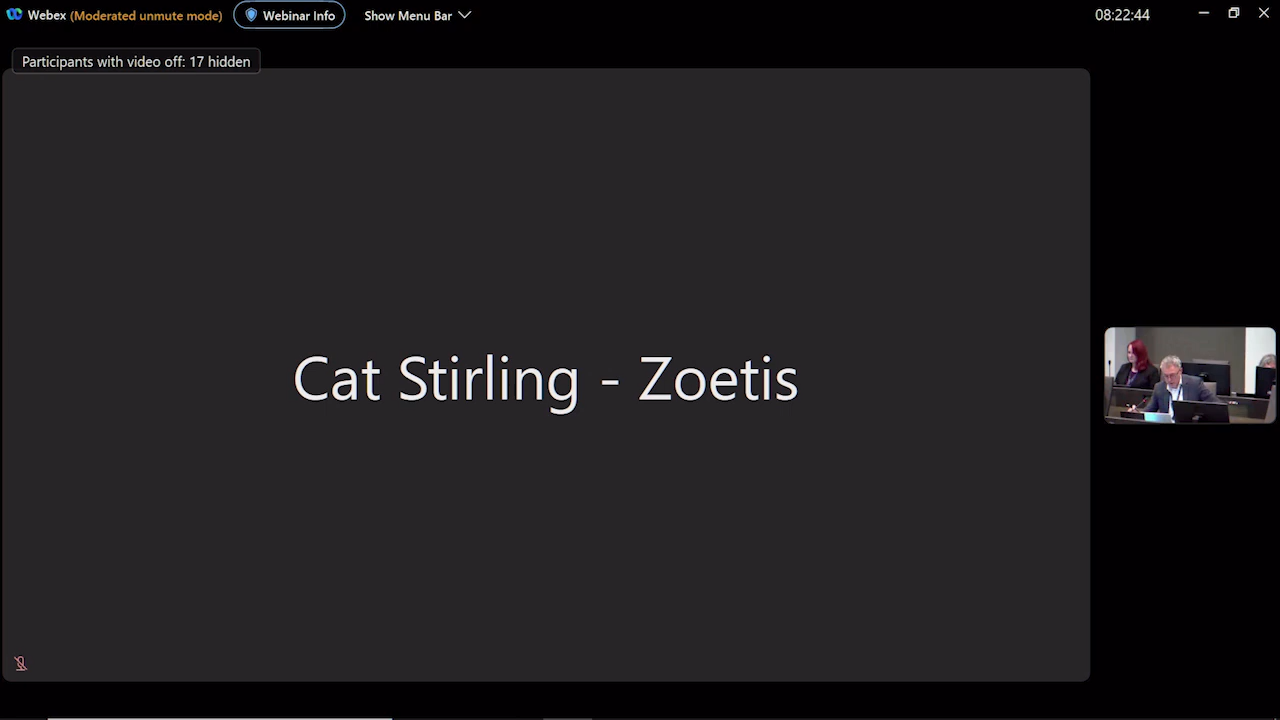 Webex (Moderated unmute mode) Webinar Info Show Menu Bar 08:22:44
Participants with video off: 17 hidden
Cat Stirling - Zoetis